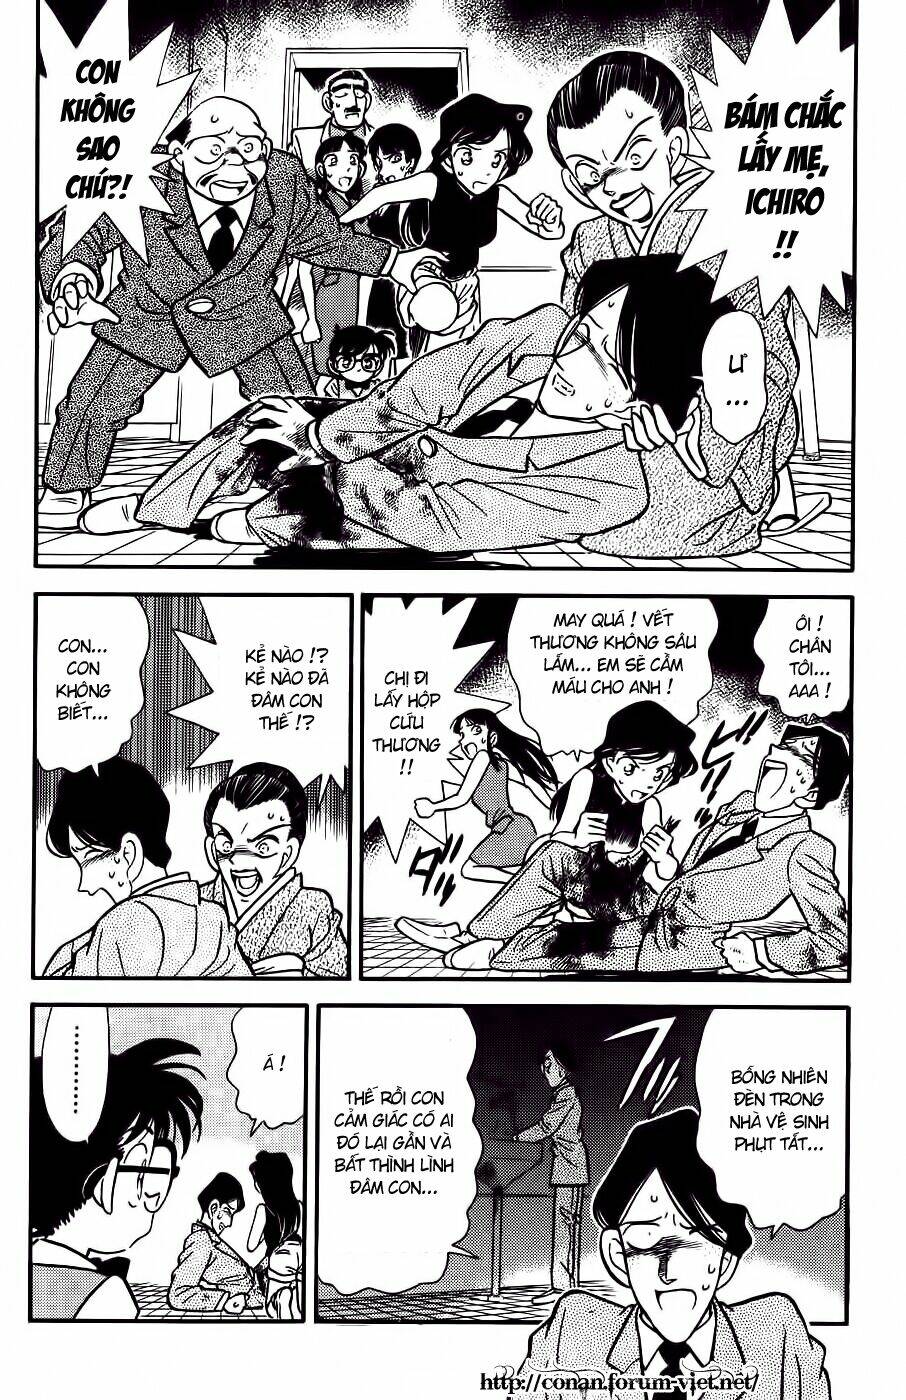 BÁM CHẮC
LẤY MẸ,
ICHIRO
!!
CON
KHÔNG
SAO
CHỨ?!
Ư
...
ÔI !
CHÂN
TÔI...
AAA !
MAY QUÁ ! VẾT
THƯƠNG KHÔNG SÂU
LẮM... EM SẼ CẦM
MÁU CHO ANH !
CHI ĐI
LẤY HỘP
CỨU
THƯƠNG
!!
KẺ NÀO !?
KẺ NÀO ĐÃ
ĐÂM CON
THẾ !?
CON...
CON
KHÔNG
BIẾT...
BỖNG NHIÊN
ĐÈN TRONG
NHÀ VỆ SINH
PHỤT TẮT...
THẾ RỒI CON
CẢM GIÁC CÓ AI
ĐÓ LẠI GẦN VÀ
BẤT THÌNH LÌNH
ĐÂM CON...
Á !
.........
http://conan.forum-viet.net/